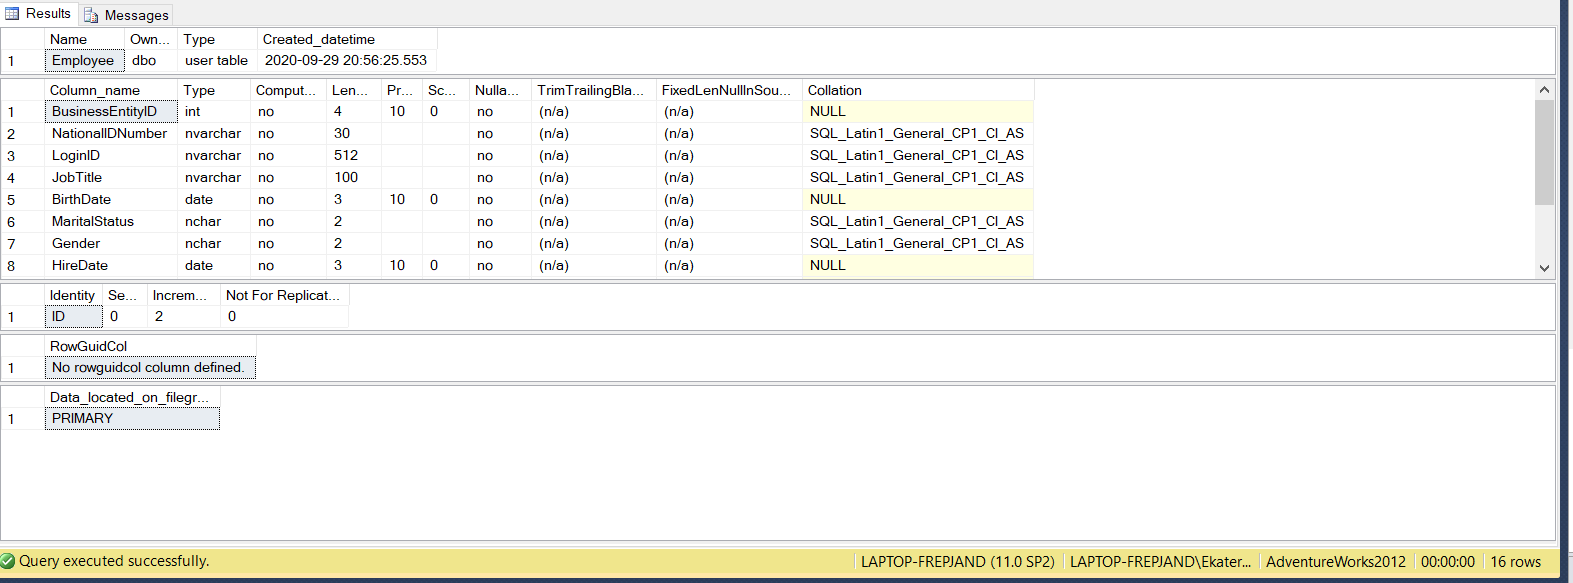 Results Messages
Name Own... Type Created_datetime
1 Employee dbo user table 2020-09-29 20:56:25.553
Column_name Type Comput... Len... Pr... Sc... Nulla... TrimTrailingBla... FixedLenNullInSou... Collation
1 BusinessEntityID int no 4 10 0 no (n/a) (n/a) NULL
2 NationalIDNumber nvarchar no 30 no (n/a) (n/a) SQL_Latin1_General_CP1_CI_AS
3 LoginID nvarchar no 512 no (n/a) (n/a) SQL_Latin1_General_CP1_CI_AS
4 JobTitle nvarchar no 100 no (n/a) (n/a) SQL_Latin1_General_CP1_CI_AS
5 BirthDate date no 3 10 0 no (n/a) (n/a) NULL
6 MaritalStatus nchar no 2 no (n/a) (n/a) SQL_Latin1_General_CP1_CI_AS
7 Gender nchar no 2 no (n/a) (n/a) SQL_Latin1_General_CP1_CI_AS
8 HireDate date no 3 10 0 no (n/a) (n/a) NULL
Identity Se... Increm... Not For Replicat...
1 ID 0 2 0
RowGuidCol
1 No rowguidcol column defined.
Data_located_on_filegr...
1 PRIMARY
Query executed successfully. LAPTOP-FREPJAND (11.0 SP2) LAPTOP-FREPJAND\Ekater... AdventureWorks2012 00:00:00 16 rows